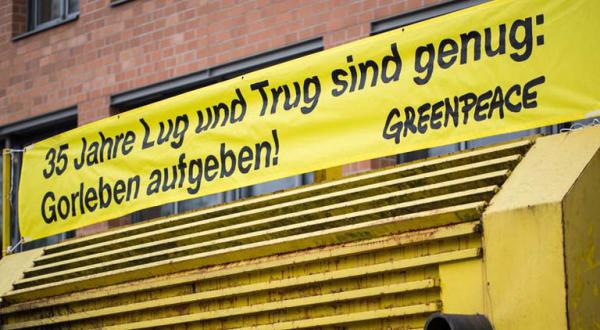 35 Jahre Lug und Trug sind genug:
Gorleben aufgeben!
GREENPEACE